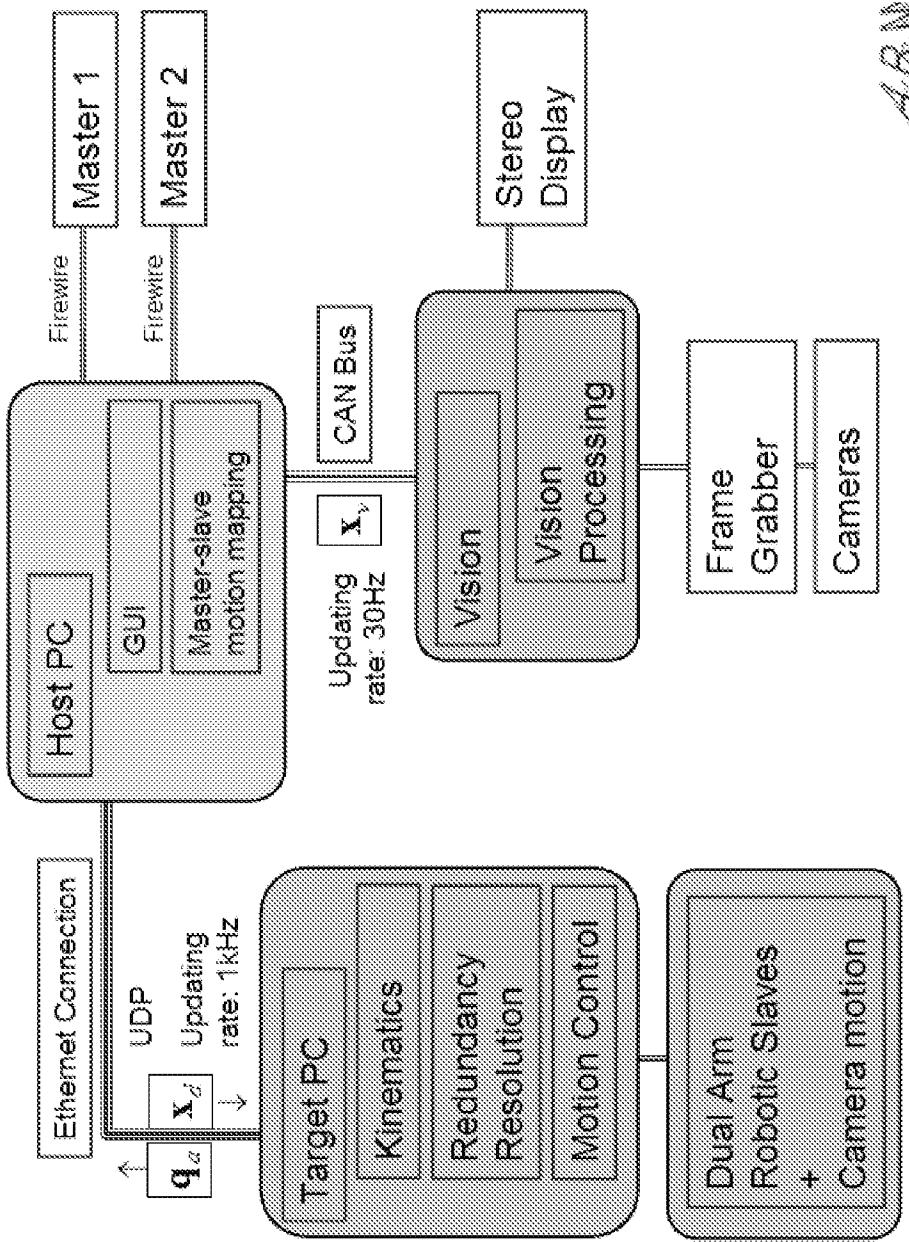 Ethernet Connection
UDP
Updating
rate: 1kHz
q_a
x_d
Target PC
Kinematics
Redundancy
Resolution
Motion Control
Dual Arm
Robotic Slaves
+
Camera motion
Host PC
GUI
Master-slave
motion mapping
Firewire
Firewire
Master 1
Master 2
CAN Bus
x_v
Updating
rate: 30Hz
Vision
Vision
Processing
Stereo
Display
Frame
Grabber
Cameras